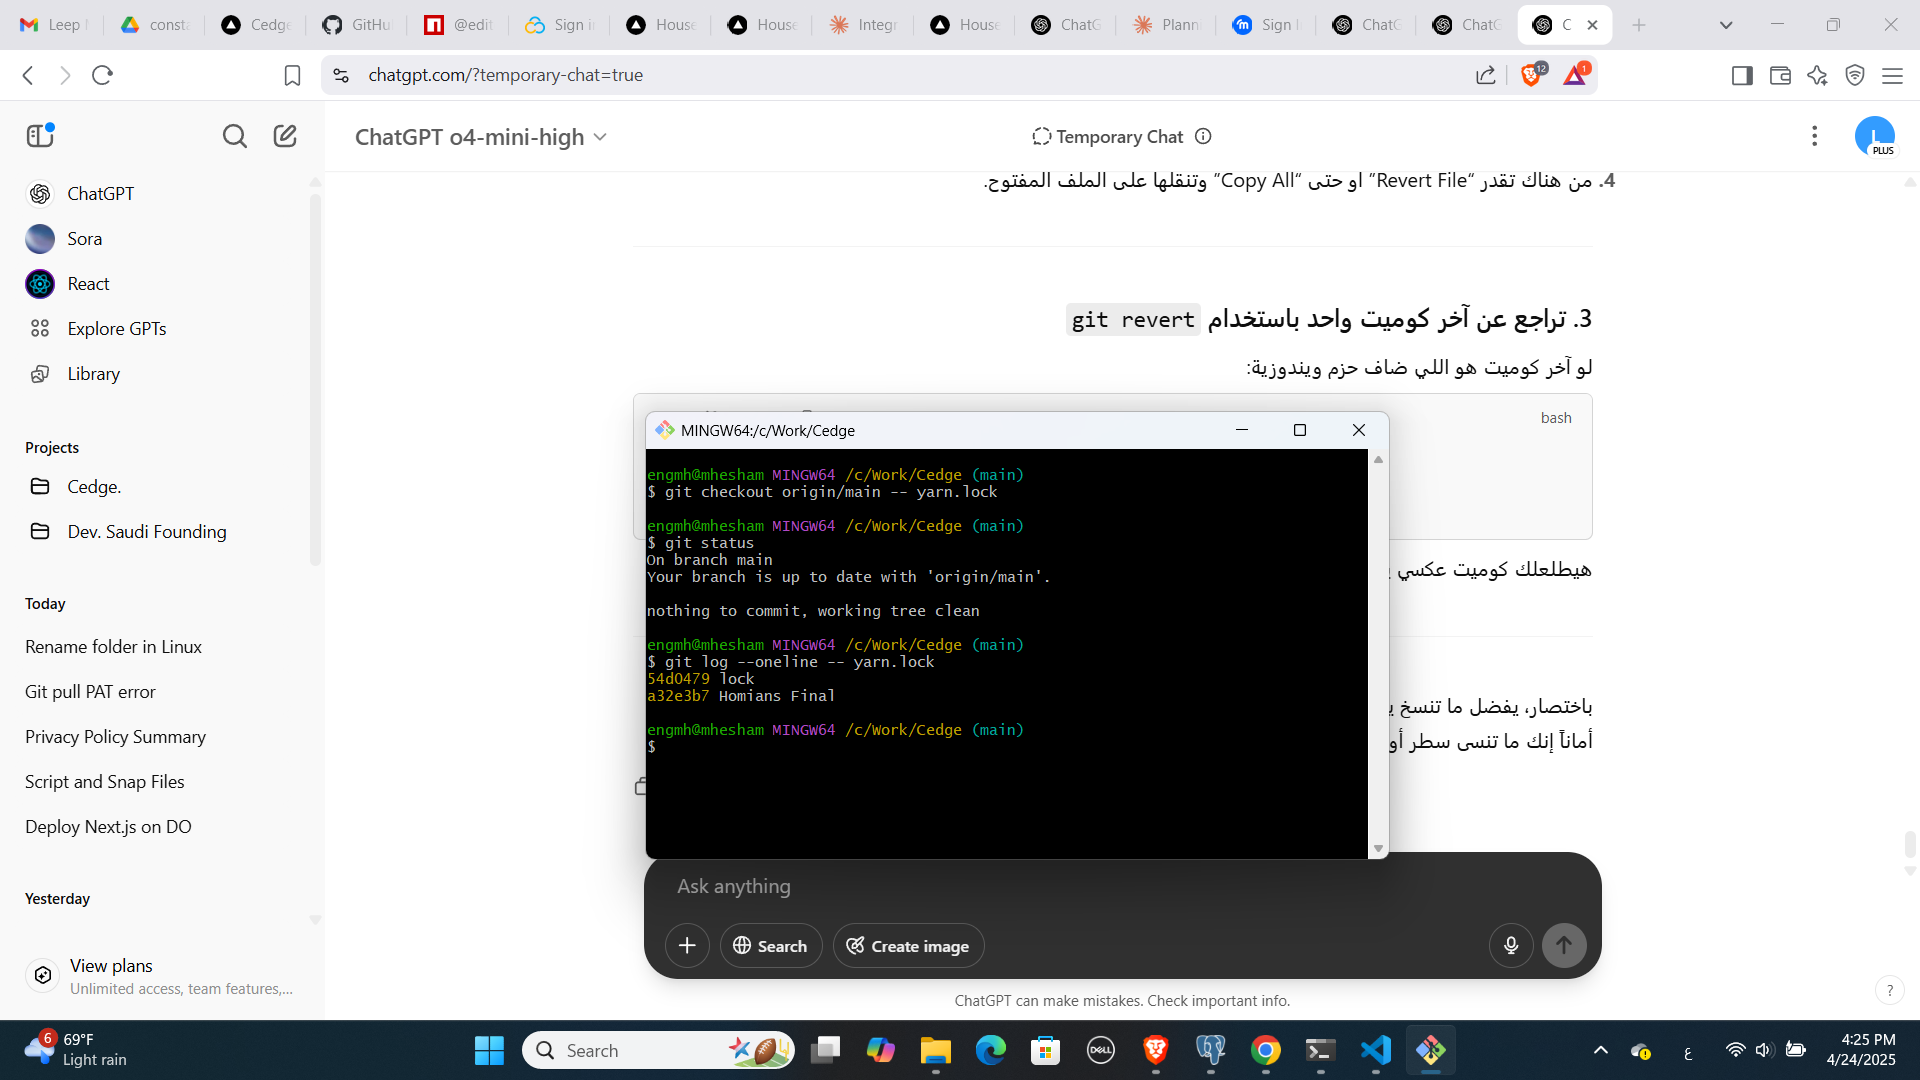 Leep
consta
Cedge
GitHu
@edit
Sign i
House
House
Integr
House
ChatG
Plann
Sign I
ChatG
ChatG
C
chatgpt.com/?temporary-chat=true
12
1
ChatGPT o4-mini-high
Temporary Chat
L
PLUS
ChatGPT
Sora
React
Explore GPTs
Library
Projects
Cedge.
Dev. Saudi Founding
Today
Rename folder in Linux
Git pull PAT error
Privacy Policy Summary
Script and Snap Files
Deploy Next.js on DO
Yesterday
View plans
Unlimited access, team features,...
4. من هناك تقدر “Revert File” او حتى “Copy All” وتنقلها على الملف المفتوح.
3. تراجع عن آخر كوميت واحد باستخدام git revert
لو آخر كوميت هو اللي ضاف حزم ويندوزية:
bash
هيطلعلك كوميت عكسي
باختصار، يفضل ما تنسخ
أماناً إنك ما تنسى سطر أو
MINGW64:/c/Work/Cedge
engmh@mhesham MINGW64 /c/Work/Cedge (main)
$ git checkout origin/main -- yarn.lock
engmh@mhesham MINGW64 /c/Work/Cedge (main)
$ git status
On branch main
Your branch is up to date with 'origin/main'.
nothing to commit, working tree clean
engmh@mhesham MINGW64 /c/Work/Cedge (main)
$ git log --oneline -- yarn.lock
54d0479 lock
a32e3b7 Homians Final
engmh@mhesham MINGW64 /c/Work/Cedge (main)
$
Ask anything
Search
Create image
ChatGPT can make mistakes. Check important info.
?
6
69°F
Light rain
Search
DELL
ع
4:25 PM
4/24/2025